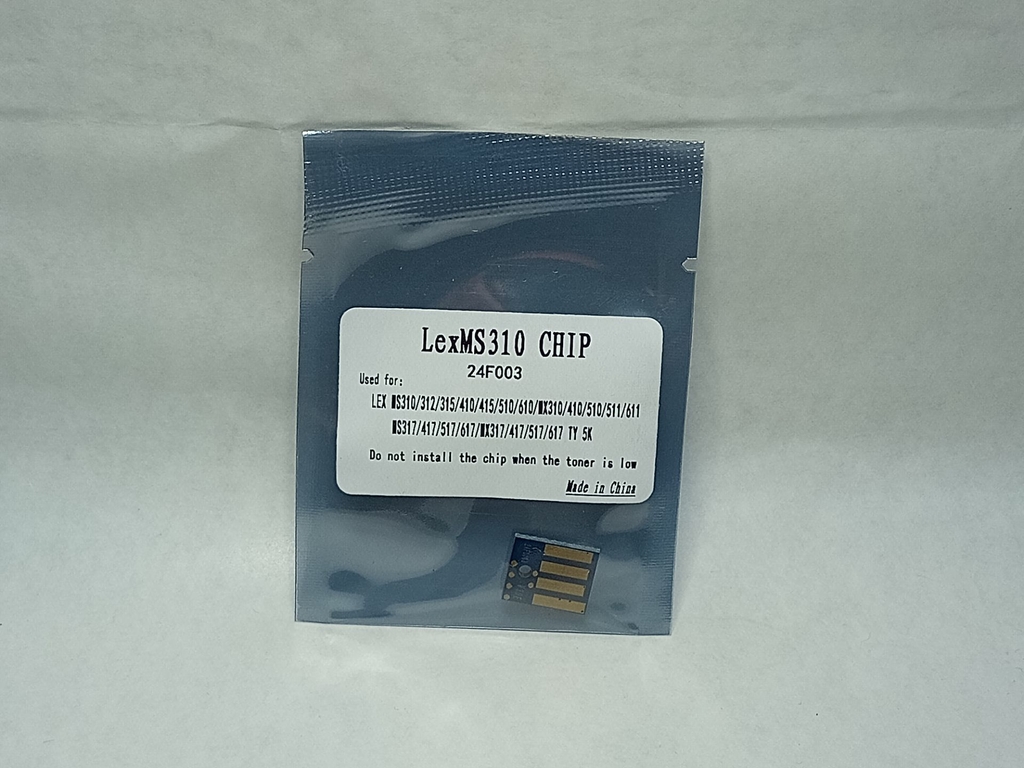 LexMS310 CHIP
24F003
Used for:
LEX MS310/312/315/410/415/510/610/MX310/410/510/511/611
MS317/417/517/617/MX317/417/517/617 TY 5K
Do not install the chip when the toner is low
Made in China